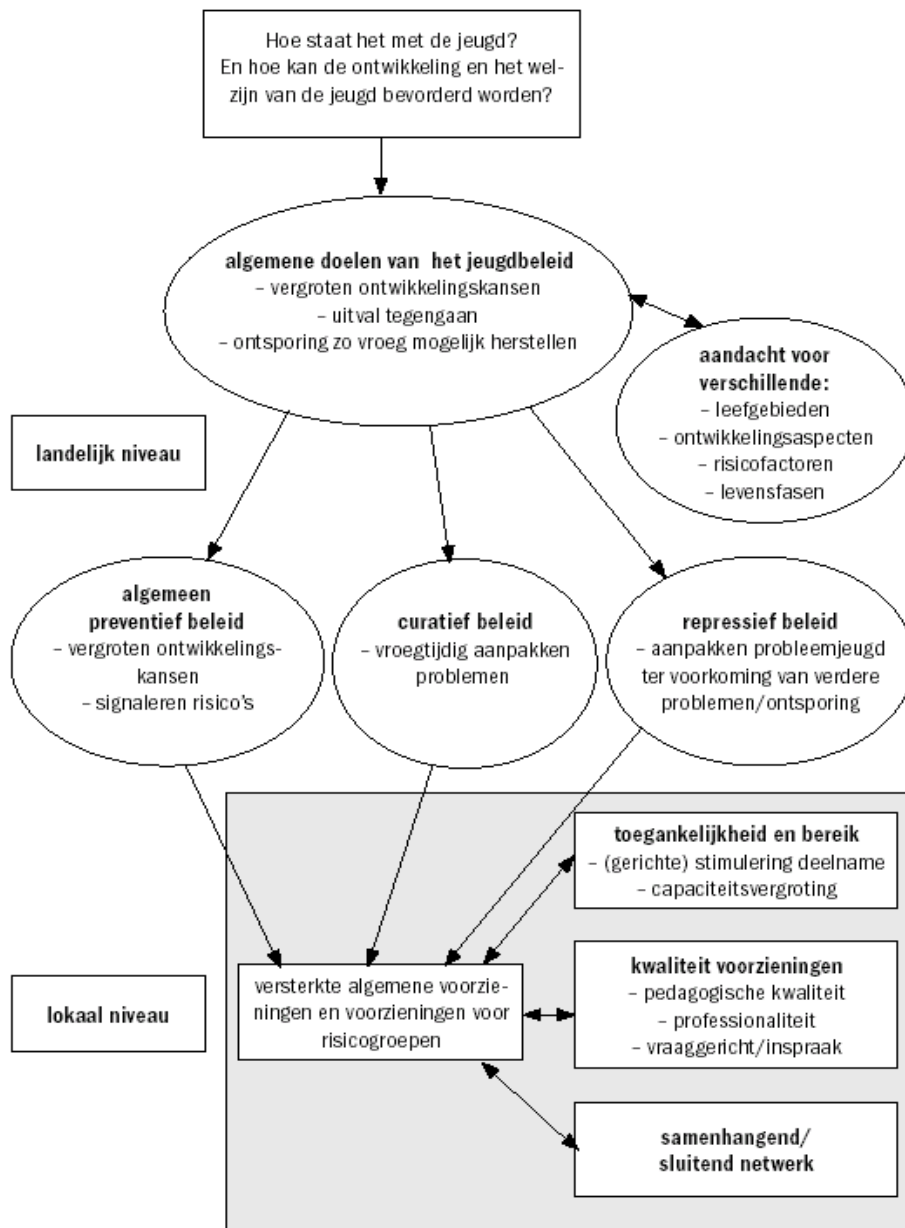 Hoe staat het met de jeugd?
En hoe kan de ontwikkeling en het wel-
zijn van de jeugd bevorderd worden?
algemene doelen van het jeugdbeleid
– vergroten ontwikkelingskansen
– uitval tegengaan
– ontsporing zo vroeg mogelijk herstellen
aandacht voor
verschillende:
– leefgebieden
– ontwikkelingsaspecten
– risicofactoren
– levensfasen
landelijk niveau
algemeen
preventief beleid
– vergroten ontwikkelings-
kansen
– signaleren risico's
curatief beleid
– vroegtijdig aanpakken
problemen
repressief beleid
– aanpakken probleemjeugd
ter voorkoming van verdere
problemen/ontsporing
toegankelijkheid en bereik
– (gerichte) stimulering deelname
– capaciteitsvergroting
lokaal niveau
versterkte algemene voorzie-
ningen en voorzieningen voor
risicogroepen
kwaliteit voorzieningen
– pedagogische kwaliteit
– professionaliteit
– vraaggericht/inspraak
samenhangend/
sluitend netwerk